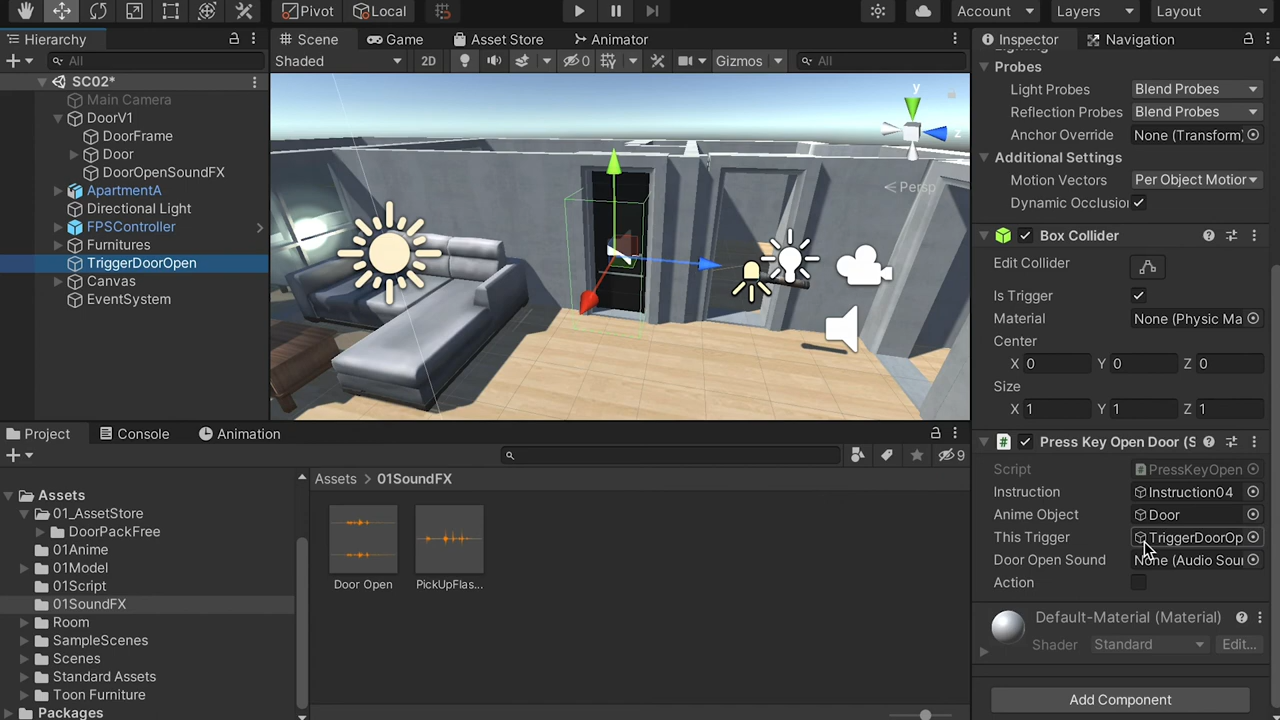 Pivot Local Account Layers Layout
Hierarchy
All
SC02*
Main Camera
DoorV1
DoorFrame
Door
DoorOpenSoundFX
ApartmentA
Directional Light
FPSController
Furnitures
TriggerDoorOpen
Canvas
EventSystem
Scene Game Asset Store Animator
Shaded 2D 0 Gizmos All
y
z
Persp
Project Console Animation
9
Assets
01_AssetStore
DoorPackFree
01Anime
01Model
01Script
01SoundFX
Room
SampleScenes
Scenes
Standard Assets
Toon Furniture
Packages
Assets 01SoundFX
Door Open PickUpFlas...
Inspector Navigation
Probes
Light Probes Blend Probes
Reflection Probes Blend Probes
Anchor Override None (Transform)
Additional Settings
Motion Vectors Per Object Motion
Dynamic Occlusion
Box Collider
Edit Collider
Is Trigger
Material None (Physic Ma
Center
X 0 Y 0 Z 0
Size
X 1 Y 1 Z 1
Press Key Open Door (S
Script PressKeyOpen
Instruction Instruction04
Anime Object Door
This Trigger TriggerDoorOp
Door Open Sound None (Audio Sou
Action
Default-Material (Material)
Shader Standard Edit...
Add Component